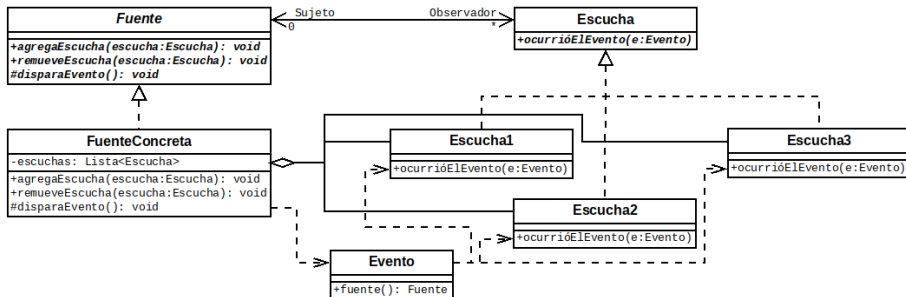 Fuente
+agregaEscucha(escucha:Escucha): void
+remueveEscucha(escucha:Escucha): void
#disparaEvento(): void
Sujeto
0
Observador
*
Escucha
+ocurrióElEvento(e:Evento)
FuenteConcreta
-escuchas: Lista<Escucha>
+agregaEscucha(escucha:Escucha): void
+remueveEscucha(escucha:Escucha): void
#disparaEvento(): void
Escucha1
+ocurrióElEvento(e:Evento)
Escucha3
+ocurrióElEvento(e:Evento)
Escucha2
+ocurrióElEvento(e:Evento)
Evento
+fuente(): Fuente